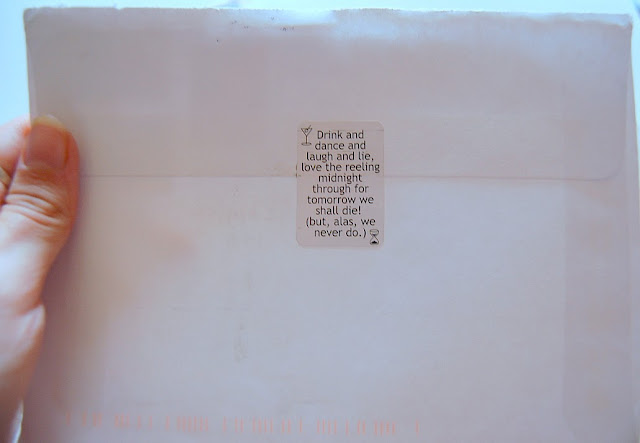 Drink and
dance and
laugh and lie,
love the reeling
midnight
through for
tomorrow we
shall die!
(but, alas, we
never do.)